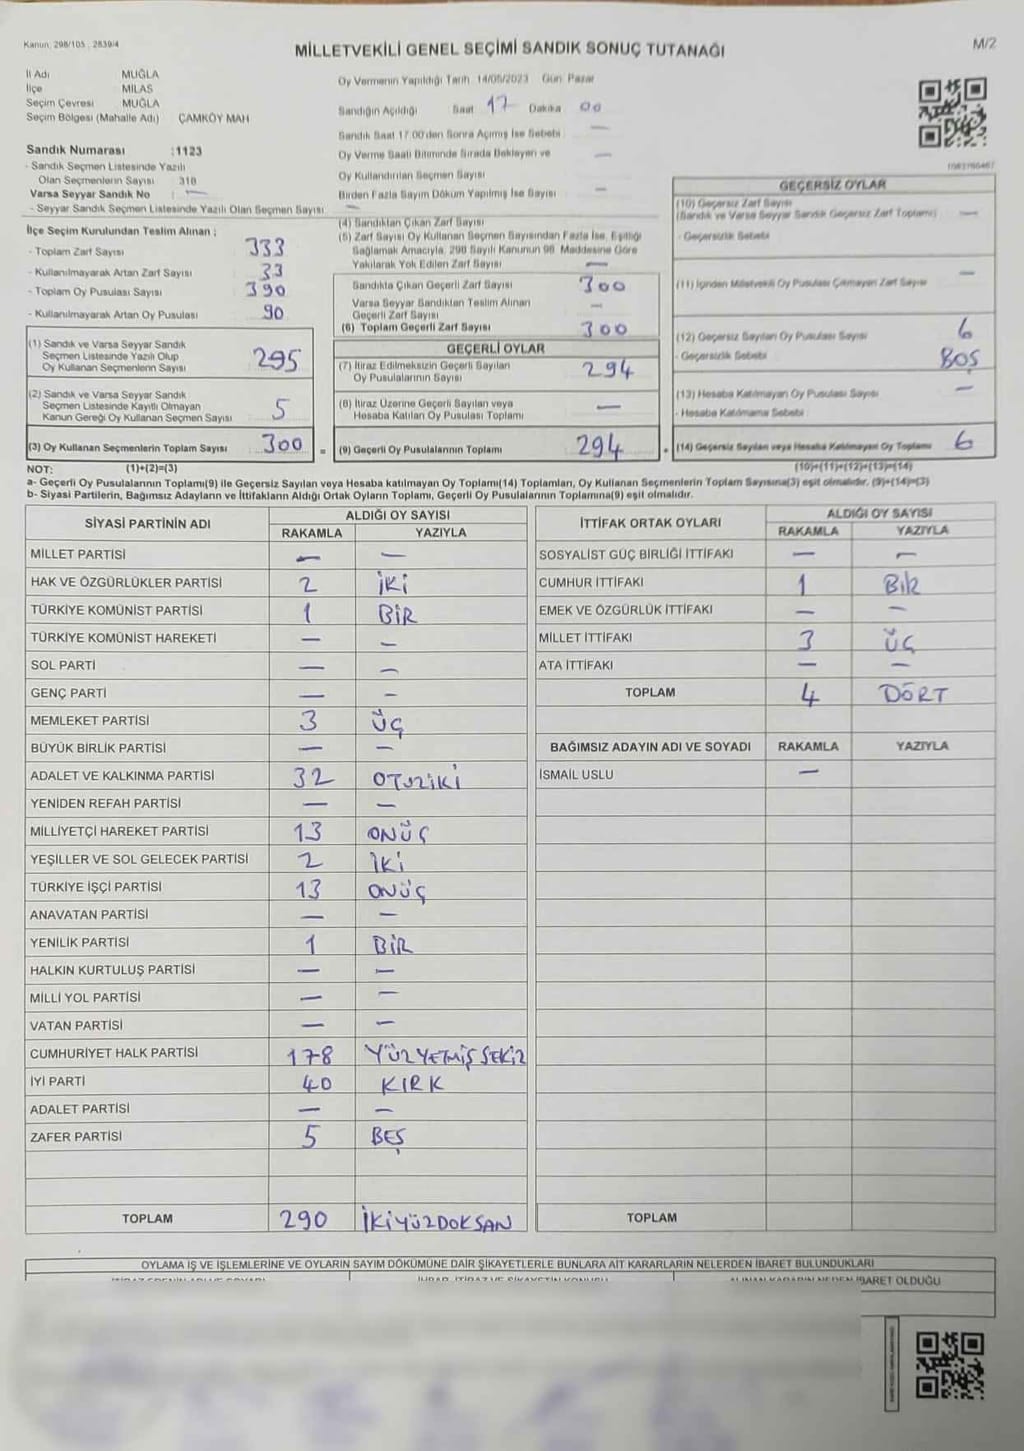 Kanun. 298/105 , 2839/4
MİLLETVEKİLİ GENEL SEÇİMİ SANDIK SONUÇ TUTANAĞI
M/2
İl Adı MUĞLA
İlçe MİLAS
Seçim Çevresi MUĞLA
Seçim Bölgesi (Mahalle Adı) ÇAMKÖY MAH
Oy Vermenin Yapıldığı Tarih 14/05/2023 Gün Pazar
Sandığın Açıldığı Saat 17 Dakika 00
Sandık Saat 17.00'den Sonra Açılmış İse Sebebi —
Oy Verme Saati Bitiminde Sırada Bekleyen ve
Oy Kullandırılan Seçmen Sayısı —
Birden Fazla Sayım Döküm Yapılmış İse Sayısı —
Sandık Numarası :1123
- Sandık Seçmen Listesinde Yazılı
Olan Seçmenlerin Sayısı 318
Varsa Seyyar Sandık No : —
- Seyyar Sandık Seçmen Listesinde Yazılı Olan Seçmen Sayısı —
İlçe Seçim Kurulundan Teslim Alınan ;
- Toplam Zarf Sayısı 333
- Kullanılmayarak Artan Zarf Sayısı 33
- Toplam Oy Pusulası Sayısı 390
- Kullanılmayarak Artan Oy Pusulası 90
(1) Sandık ve Varsa Seyyar Sandık
Seçmen Listesinde Yazılı Olup
Oy Kullanan Seçmenlerin Sayısı 295
(2) Sandık ve Varsa Seyyar Sandık
Seçmen Listesinde Kayıtlı Olmayan
Kanun Gereği Oy Kullanan Seçmen Sayısı 5
(3) Oy Kullanan Seçmenlerin Toplam Sayısı 300
(4) Sandıktan Çıkan Zarf Sayısı
(5) Zarf Sayısı Oy Kullanan Seçmen Sayısından Fazla İse, Eşitliği
Sağlamak Amacıyla, 298 Sayılı Kanunun 98. Maddesine Göre
Yakılarak Yok Edilen Zarf Sayısı —
Sandıkta Çıkan Geçerli Zarf Sayısı 300
Varsa Seyyar Sandıktan Teslim Alınan
Geçerli Zarf Sayısı —
(6) Toplam Geçerli Zarf Sayısı 300
GEÇERLİ OYLAR
(7) İtiraz Edilmeksizin Geçerli Sayılan
Oy Pusulalarının Sayısı 294
(8) İtiraz Üzerine Geçerli Sayılan veya
Hesaba Katılan Oy Pusulası Toplamı —
= (9) Geçerli Oy Pusulalarının Toplamı 294
GEÇERSİZ OYLAR
(10) Geçersiz Zarf Sayısı
(Sandık ve Varsa Seyyar Sandık Geçersiz Zarf Toplamı) —
- Geçersizlik Sebebi
(11) İçinden Milletvekili Oy Pusulası Çıkmayan Zarf Sayısı —
(12) Geçersiz Sayılan Oy Pusulası Sayısı 6
- Geçersizlik Sebebi BOŞ
(13) Hesaba Katılmayan Oy Pusulası Sayısı —
- Hesaba Katılmama Sebebi
+ (14) Geçersiz Sayılan veya Hesaba Katılmayan Oy Toplamı 6
NOT: (1)+(2)=(3) (10)+(11)+(12)+(13)=(14)
a- Geçerli Oy Pusulalarının Toplamı(9) ile Geçersiz Sayılan veya Hesaba katılmayan Oy Toplamı(14) Toplamları, Oy Kullanan Seçmenlerin Toplam Sayısına(3) eşit olmalıdır. (9)+(14)=(3)
b- Siyasi Partilerin, Bağımsız Adayların ve İttifakların Aldığı Ortak Oyların Toplamı, Geçerli Oy Pusulalarının Toplamına(9) eşit olmalıdır.
SİYASİ PARTİNİN ADI ALDIĞI OY SAYISI
RAKAMLA YAZIYLA
MİLLET PARTİSİ — —
HAK VE ÖZGÜRLÜKLER PARTİSİ 2 İKİ
TÜRKİYE KOMÜNİST PARTİSİ 1 BİR
TÜRKİYE KOMÜNİST HAREKETİ — —
SOL PARTİ — —
GENÇ PARTİ — —
MEMLEKET PARTİSİ 3 ÜÇ
BÜYÜK BİRLİK PARTİSİ — —
ADALET VE KALKINMA PARTİSİ 32 OTUZİKİ
YENİDEN REFAH PARTİSİ — —
MİLLİYETÇİ HAREKET PARTİSİ 13 ONÜÇ
YEŞİLLER VE SOL GELECEK PARTİSİ 2 İKİ
TÜRKİYE İŞÇİ PARTİSİ 13 ONÜÇ
ANAVATAN PARTİSİ — —
YENİLİK PARTİSİ 1 BİR
HALKIN KURTULUŞ PARTİSİ — —
MİLLİ YOL PARTİSİ — —
VATAN PARTİSİ — —
CUMHURİYET HALK PARTİSİ 178 YÜZYETMİŞSEKİZ
İYİ PARTİ 40 KIRK
ADALET PARTİSİ — —
ZAFER PARTİSİ 5 BEŞ
TOPLAM 290 İKİYÜZDOKSAN
İTTİFAK ORTAK OYLARI ALDIĞI OY SAYISI
RAKAMLA YAZIYLA
SOSYALİST GÜÇ BİRLİĞİ İTTİFAKI — —
CUMHUR İTTİFAKI 1 BİR
EMEK VE ÖZGÜRLÜK İTTİFAKI — —
MİLLET İTTİFAKI 3 ÜÇ
ATA İTTİFAKI — —
TOPLAM 4 DÖRT
BAĞIMSIZ ADAYIN ADI VE SOYADI RAKAMLA YAZIYLA
İSMAİL USLU —
TOPLAM
OYLAMA İŞ VE İŞLEMLERİNE VE OYLARIN SAYIM DÖKÜMÜNE DAİR ŞİKAYETLERLE BUNLARA AİT KARARLARIN NELERDEN İBARET BULUNDUKLARI
İBARET OLDUĞU